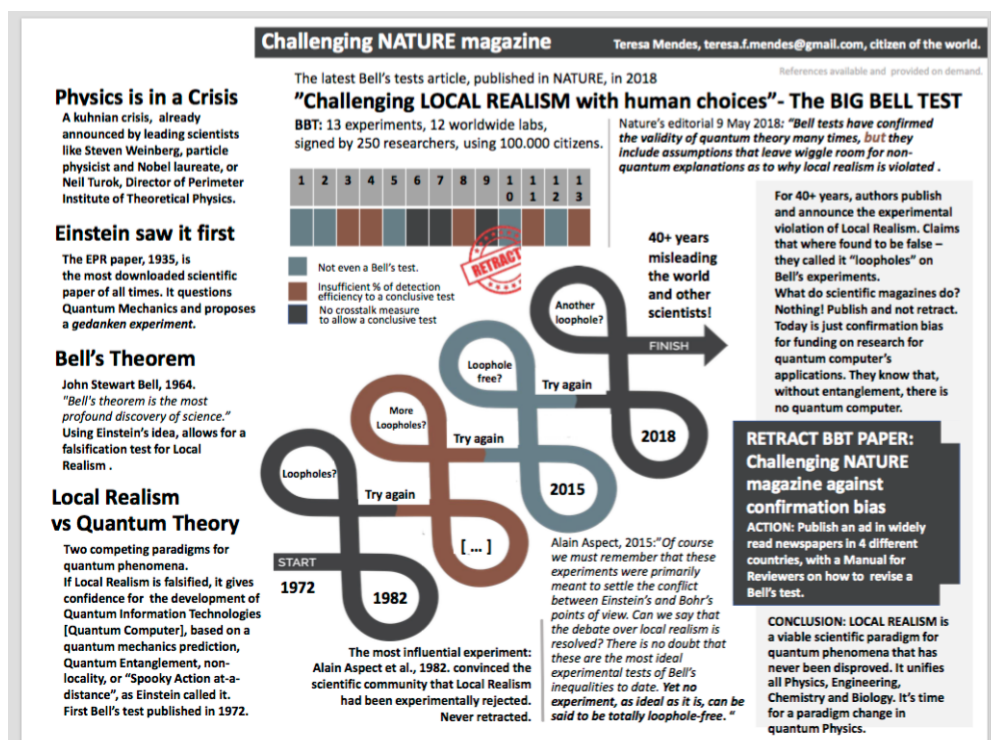 Challenging NATURE magazine
Teresa Mendes, teresa.f.mendes@gmail.com, citizen of the world.
References available and provided on demand.
Physics is in a Crisis
A kuhnian crisis, already
announced by leading scientists
like Steven Weinberg, particle
physicist and Nobel laureate, or
Neil Turok, Director of Perimeter
Institute of Theoretical Physics.
Einstein saw it first
The EPR paper, 1935, is
the most downloaded scientific
paper of all times. It questions
Quantum Mechanics and proposes
a gedanken experiment.
Bell's Theorem
John Stewart Bell, 1964.
"Bell's theorem is the most
profound discovery of science."
Using Einstein's idea, allows for a
falsification test for Local
Realism .
Local Realism
vs Quantum Theory
Two competing paradigms for
quantum phenomena.
If Local Realism is falsified, it gives
confidence for the development of
Quantum Information Technologies
[Quantum Computer], based on a
quantum mechanics prediction,
Quantum Entanglement, non-
locality, or "Spooky Action at-a-
distance", as Einstein called it.
First Bell's test published in 1972.
The latest Bell's tests article, published in NATURE, in 2018
"Challenging LOCAL REALISM with human choices"- The BIG BELL TEST
BBT: 13 experiments, 12 worldwide labs,
signed by 250 researchers, using 100.000 citizens.
Nature's editorial 9 May 2018: "Bell tests have confirmed
the validity of quantum theory many times, but they
include assumptions that leave wiggle room for non-
quantum explanations as to why local realism is violated .
1 2 3 4 5 6 7 8 9 10 11 12 13
RETRACT
Not even a Bell's test.
Insufficient % of detection
efficiency to a conclusive test
No crosstalk measure
to allow a conclusive test
40+ years
misleading
the world
and other
scientists!
Another
loophole?
FINISH
Loophole
free?
Try again
More
Loopholes?
Try again
2018
Loopholes?
Try again
2015
[ ... ]
START
1972
1982
The most influential experiment:
Alain Aspect et al., 1982. convinced the
scientific community that Local Realism
had been experimentally rejected.
Never retracted.
Alain Aspect, 2015:"Of course
we must remember that these
experiments were primarily
meant to settle the conflict
between Einstein's and Bohr's
points of view. Can we say that
the debate over local realism is
resolved? There is no doubt that
these are the most ideal
experimental tests of Bell's
inequalities to date. Yet no
experiment, as ideal as it is, can be
said to be totally loophole-free. "
For 40+ years, authors publish
and announce the experimental
violation of Local Realism. Claims
that where found to be false –
they called it "loopholes" on
Bell's experiments.
What do scientific magazines do?
Nothing! Publish and not retract.
Today is just confirmation bias
for funding on research for
quantum computer's
applications. They know that,
without entanglement, there is
no quantum computer.
RETRACT BBT PAPER:
Challenging NATURE
magazine against
confirmation bias
ACTION: Publish an ad in widely
read newspapers in 4 different
countries, with a Manual for
Reviewers on how to revise a
Bell's test.
CONCLUSION: LOCAL REALISM is
a viable scientific paradigm for
quantum phenomena that has
never been disproved. It unifies
all Physics, Engineering,
Chemistry and Biology. It's time
for a paradigm change in
quantum Physics.